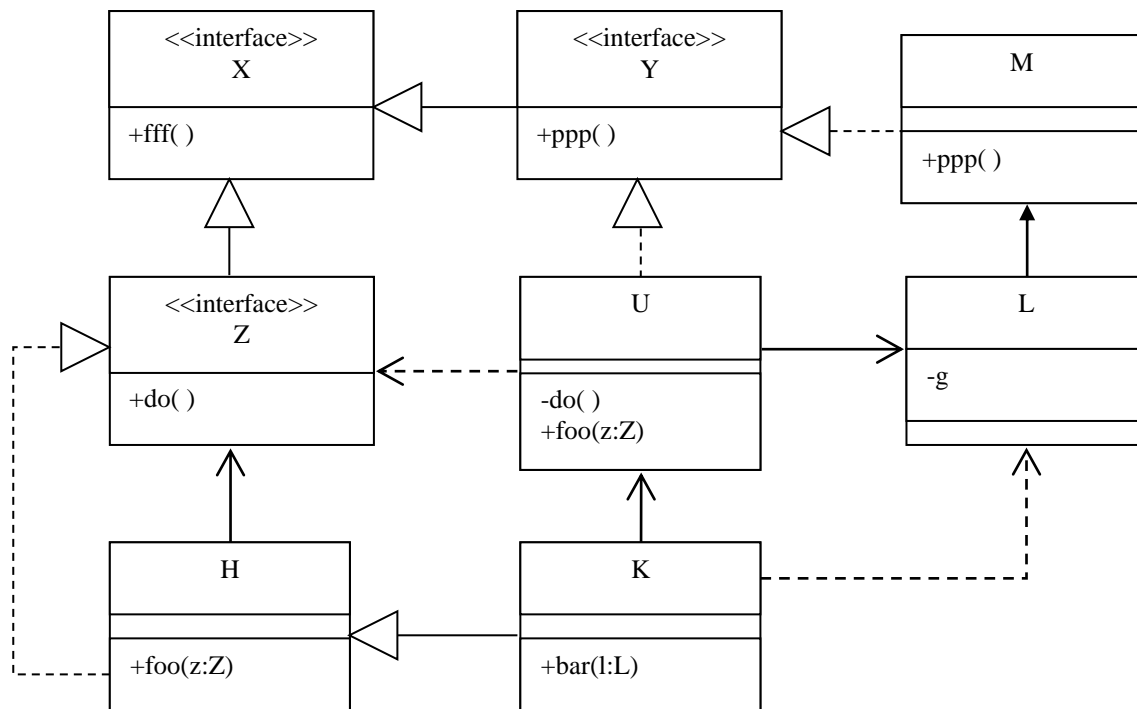 <<interface>>
X
+fff( )
<<interface>>
Y
+ppp( )
M
+ppp( )
<<interface>>
Z
+do( )
U
-do( )
+foo(z:Z)
L
-g
H
+foo(z:Z)
K
+bar(l:L)